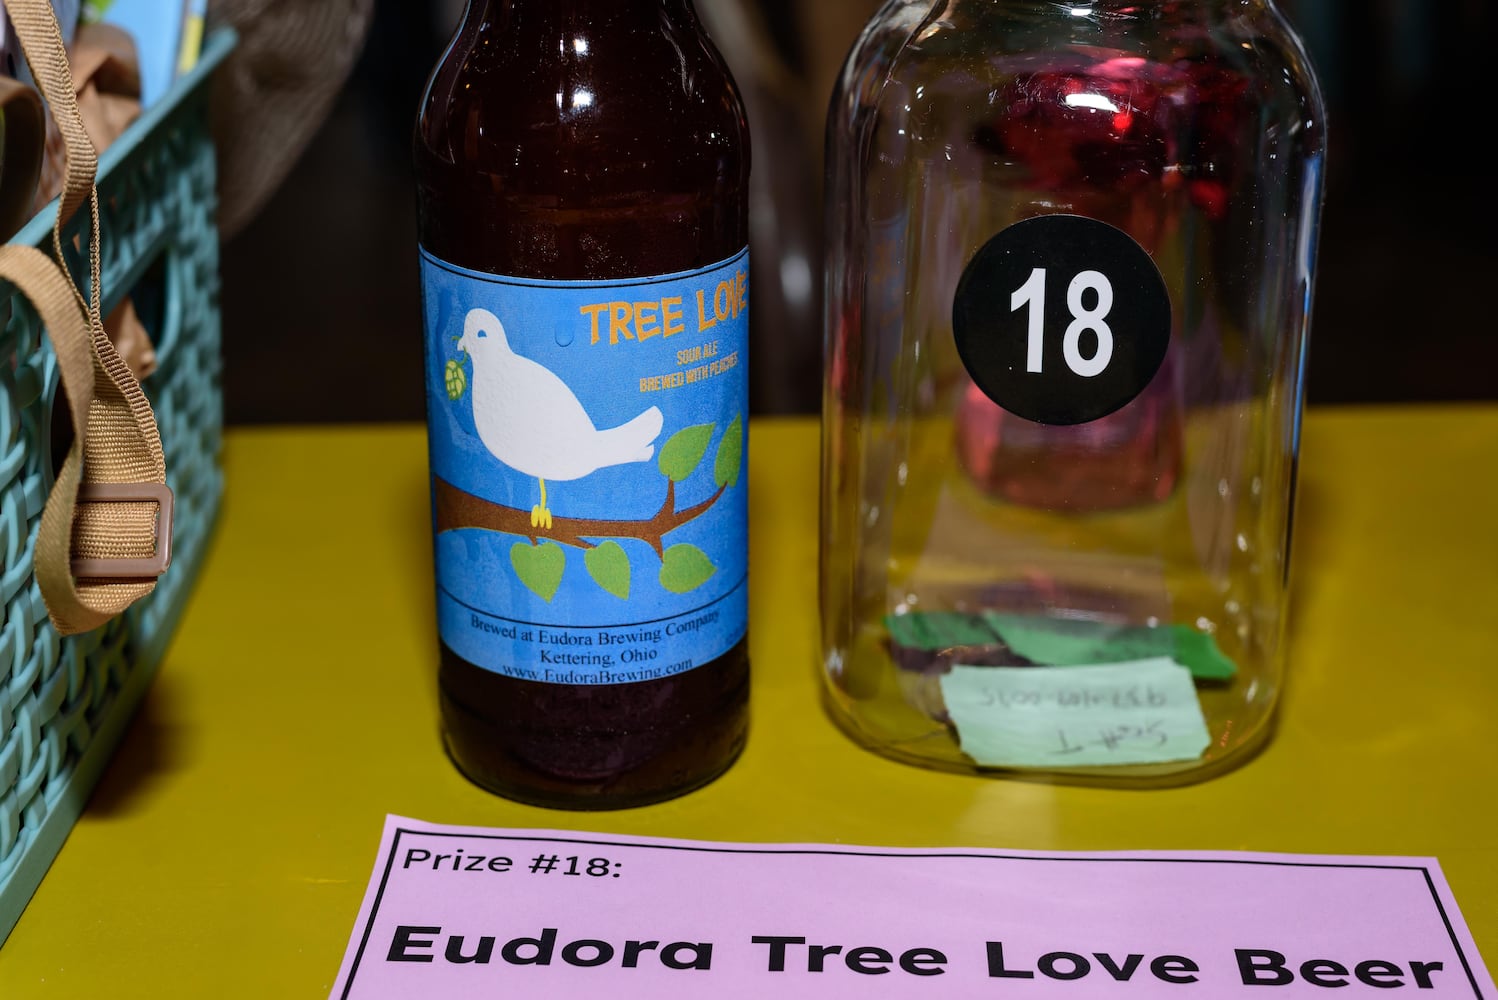 TREE LOVE
SOUR ALE
BREWED WITH PEACHES
Brewed at Eudora Brewing Company
Kettering, Ohio
www.EudoraBrewing.com
18
Prize #18:
Eudora Tree Love Beer